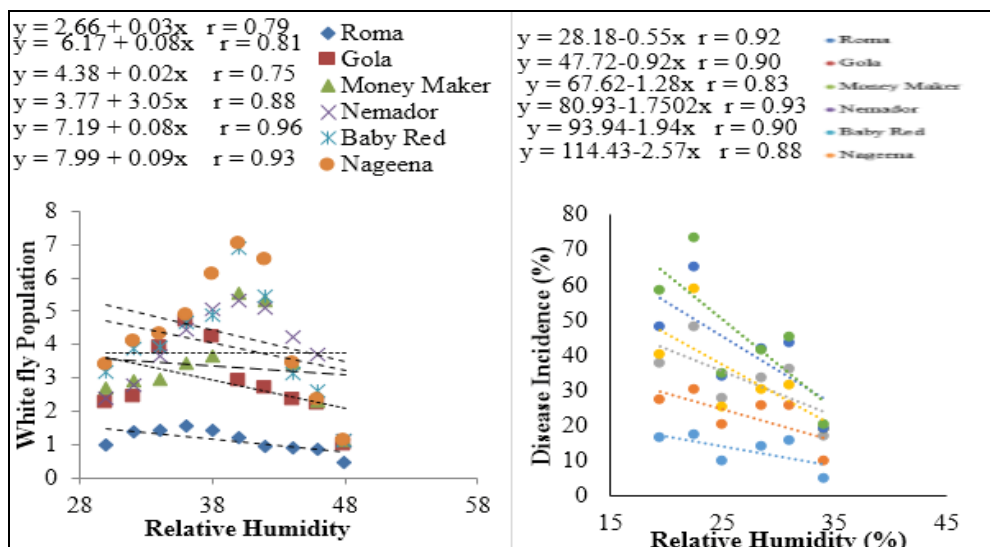 y = 2.66 + 0.03x r = 0.79
y = 6.17 + 0.08x r = 0.81
y = 4.38 + 0.02x r = 0.75
y = 3.77 + 3.05x r = 0.88
y = 7.19 + 0.08x r = 0.96
y = 7.99 + 0.09x r = 0.93
Roma
Gola
Money Maker
Nemador
Baby Red
Nageena
White fly Population
8
7
6
5
4
3
2
1
0
28 38 48 58
Relative Humidity
y = 28.18-0.55x r = 0.92
y = 47.72-0.92x r = 0.90
y = 67.62-1.28x r = 0.83
y = 80.93-1.7502x r = 0.93
y = 93.94-1.94x r = 0.90
y = 114.43-2.57x r = 0.88
Roma
Gola
Money Maker
Nemador
Baby Red
Nageena
Disease Incidence (%)
80
70
60
50
40
30
20
10
0
15 25 35 45
Relative Humidity (%)